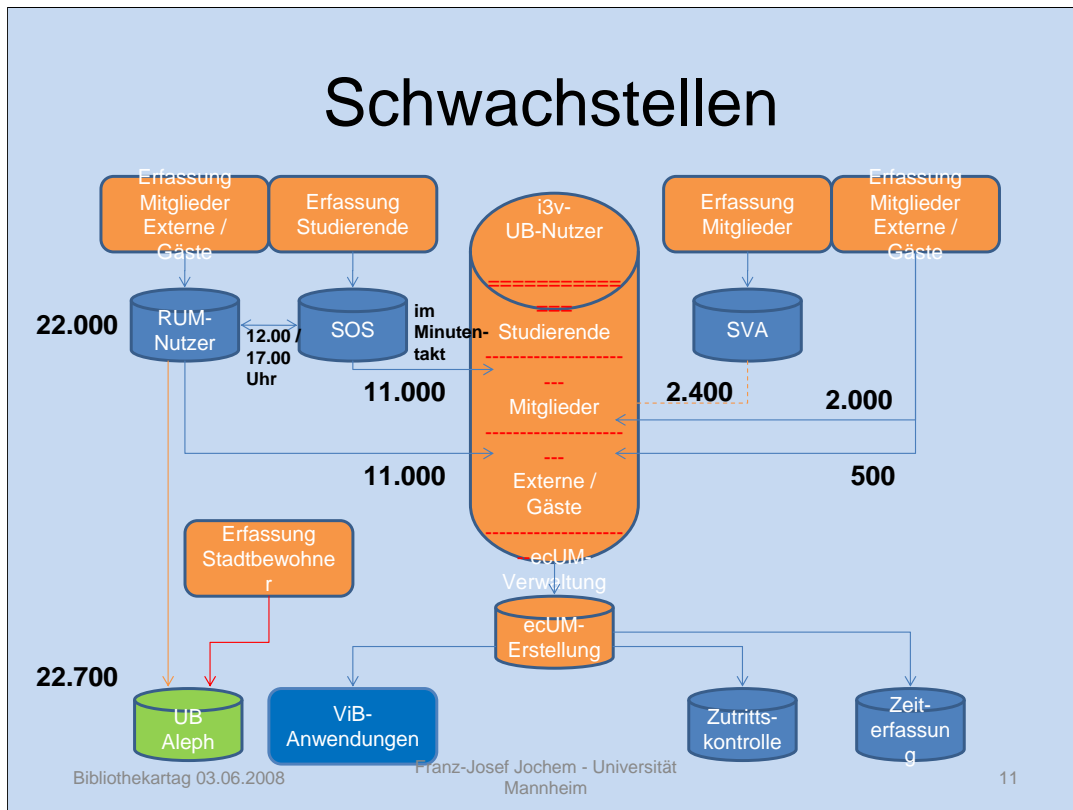 Schwachstellen
Erfassung
Mitglieder
Externe /
Gäste
Erfassung
Studierende
i3v-
UB-Nutzer
Erfassung
Mitglieder
Erfassung
Mitglieder
Externe /
Gäste
==============
====
22.000
RUM-
Nutzer
12.00 /
17.00
Uhr
SOS
im
Minuten-
takt
Studierende
SVA
----------------------
---
11.000
Mitglieder
2.400
2.000
----------------------
---
11.000
Externe /
Gäste
500
----------------------
Erfassung
Stadtbewohne
r
–ecUM-
Verwaltung
ecUM-
Erstellung
22.700
UB
Aleph
ViB-
Anwendungen
Zutritts-
kontrolle
Zeit-
erfassun
g
Bibliothekartag 03.06.2008
Franz-Josef Jochem - Universität
Mannheim
11